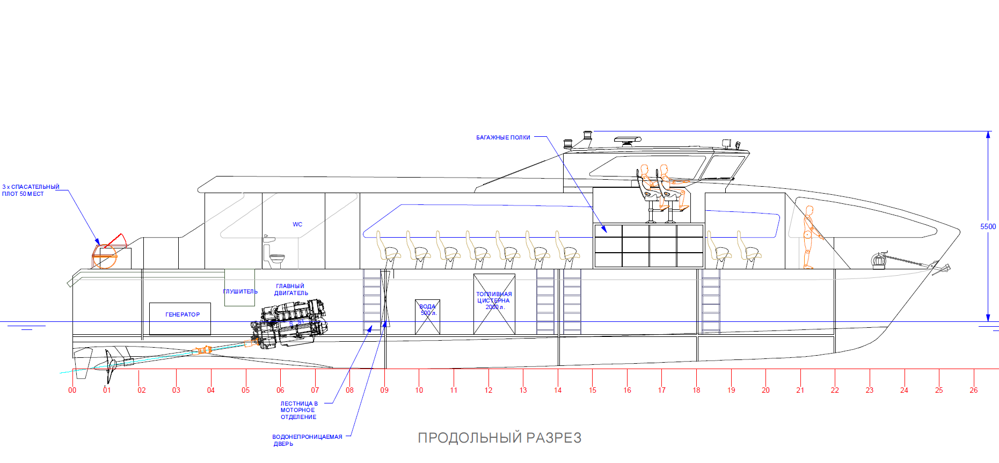 БАГАЖНЫЕ ПОЛКИ
3 x СПАСАТЕЛЬНЫЙ
ПЛОТ 50 МЕСТ
WC
5500
ГЛУШИТЕЛЬ
ГЛАВНЫЙ
ДВИГАТЕЛЬ
ГЕНЕРАТОР
ВОДА
500 л.
ТОПЛИВНАЯ
ЦИСТЕРНА
2000 л.
00 01 02 03 04 05 06 07 08 09 10 11 12 13 14 15 16 17 18 19 20 21 22 23 24 25 26
ЛЕСТНИЦА В
МОТОРНОЕ
ОТДЕЛЕНИЕ
ВОДОНЕПРОНИЦАЕМАЯ
ДВЕРЬ
ПРОДОЛЬНЫЙ РАЗРЕЗ